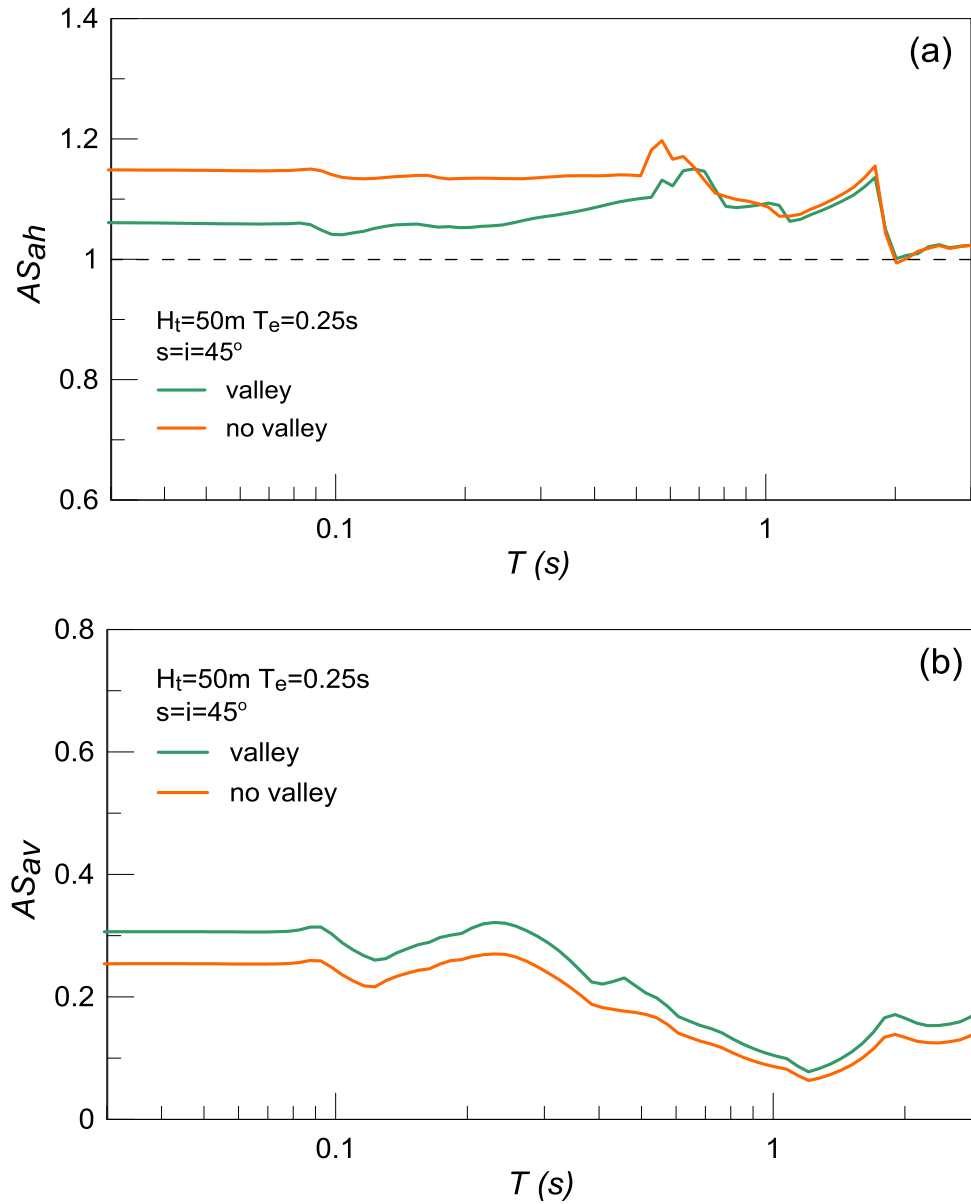 1.4
(a)
1.2
1
0.8
0.6
ASah
Ht=50m Te=0.25s
s=i=45º
valley
no valley
0.1
1
T (s)
0.8
(b)
0.6
0.4
0.2
0
ASav
Ht=50m Te=0.25s
s=i=45º
valley
no valley
0.1
1
T (s)